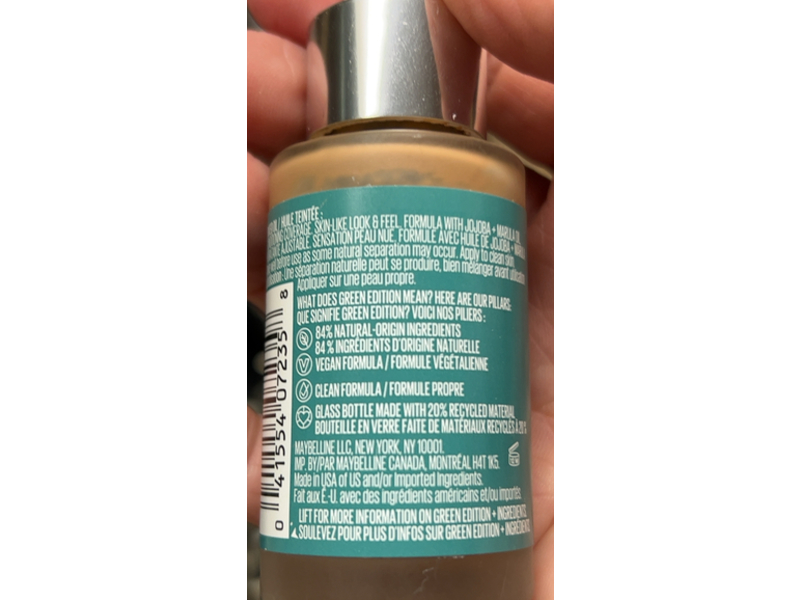 HUILE TEINTÉE :
COVERAGE. SKIN-LIKE LOOK & FEEL. FORMULA WITH JOJOBA + MARULA
AJUSTABLE. SENSATION PEAU NUE. FORMULE AVEC HUILE DE JOJOBA +
before use as some natural separation may occur. Apply to clean skin.
Une séparation naturelle peut se produire, bien mélanger avant
Appliquer sur une peau propre.
WHAT DOES GREEN EDITION MEAN? HERE ARE OUR PILLARS:
QUE SIGNIFIE GREEN EDITION? VOICI NOS PILIERS :
84% NATURAL-ORIGIN INGREDIENTS
84 % INGRÉDIENTS D'ORIGINE NATURELLE
VEGAN FORMULA / FORMULE VÉGÉTALIENNE
CLEAN FORMULA / FORMULE PROPRE
GLASS BOTTLE MADE WITH 20% RECYCLED MATERIAL
BOUTEILLE EN VERRE FAITE DE MATÉRIAUX RECYCLÉS À 20 %
MAYBELLINE LLC, NEW YORK, NY 10001.
IMP. BY/PAR MAYBELLINE CANADA, MONTRÉAL H4T 1K5.
Made in USA of US and/or Imported Ingredients.
Fait aux É.-U. avec des ingrédients américains et/ou importés.
LIFT FOR MORE INFORMATION ON GREEN EDITION + INGREDIENTS
SOULEVEZ POUR PLUS D'INFOS SUR GREEN EDITION + INGRÉDIENTS
0 41554 07235 8